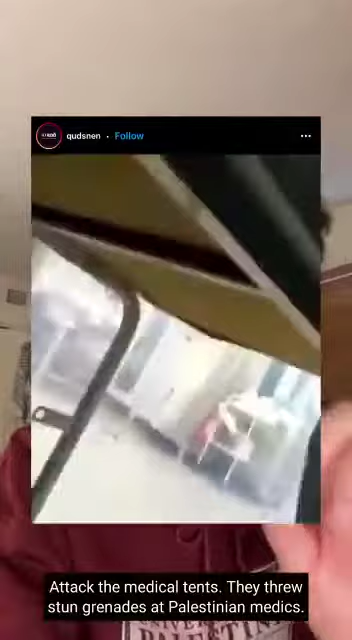 qudsnen · Follow
Attack the medical tents. They threw
stun grenades at Palestinian medics.